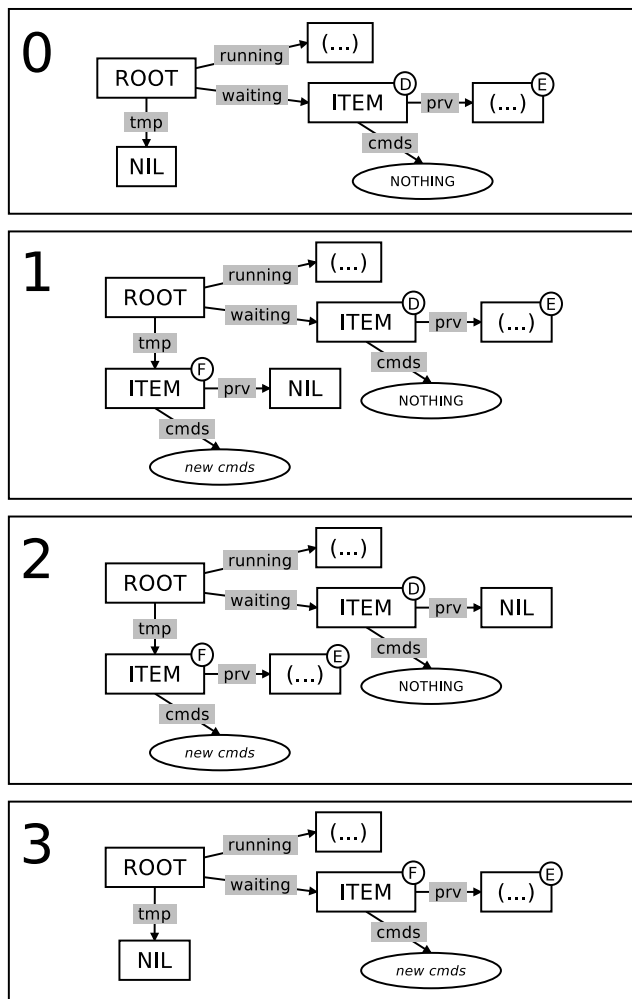 0
running
(...)
ROOT
waiting
ITEM
D
prv
(...)
E
tmp
cmds
NIL
NOTHING
1
running
(...)
ROOT
waiting
ITEM
D
prv
(...)
E
tmp
cmds
ITEM
F
prv
NIL
NOTHING
cmds
new cmds
2
running
(...)
ROOT
waiting
ITEM
D
prv
NIL
tmp
cmds
ITEM
F
prv
(...)
E
NOTHING
cmds
new cmds
3
running
(...)
ROOT
waiting
ITEM
F
prv
(...)
E
tmp
cmds
NIL
new cmds